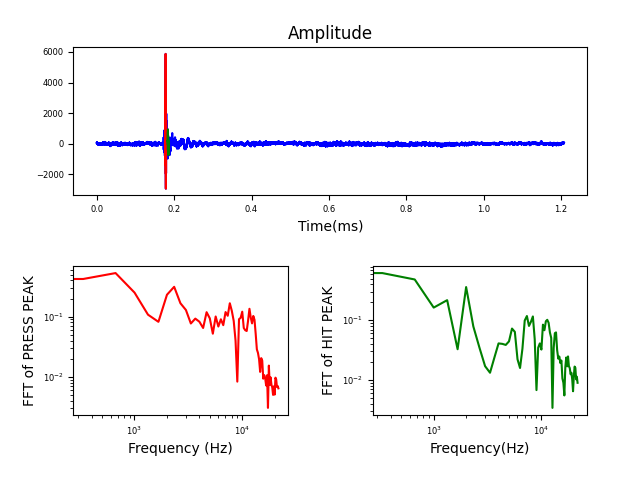 Amplitude
6000
4000
2000
0
−2000
0.0 0.2 0.4 0.6 0.8 1.0 1.2
Time(ms)
FFT of PRESS PEAK
10⁻¹
10⁻²
10³ 10⁴
Frequency (Hz)
FFT of HIT PEAK
10⁻¹
10⁻²
10³ 10⁴
Frequency(Hz)